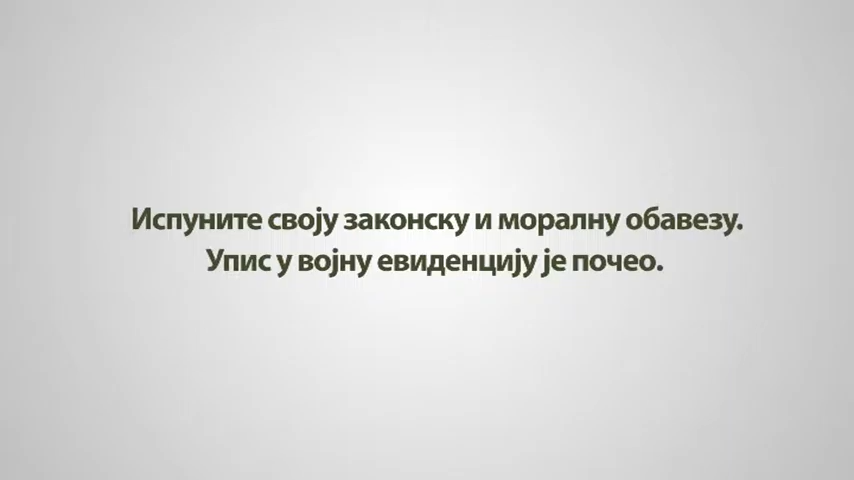 Испуните своју законску и моралну обавезу.
Упис у војну евиденцију је почео.